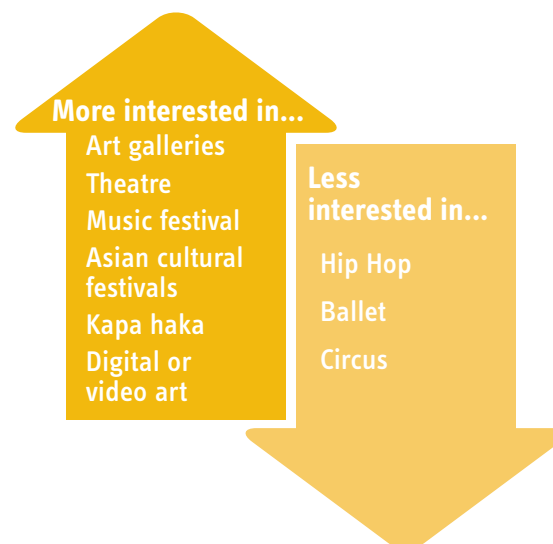 More interested in...
Art galleries
Theatre
Music festival
Asian cultural
festivals
Kapa haka
Digital or
video art
Less
interested in...
Hip Hop
Ballet
Circus